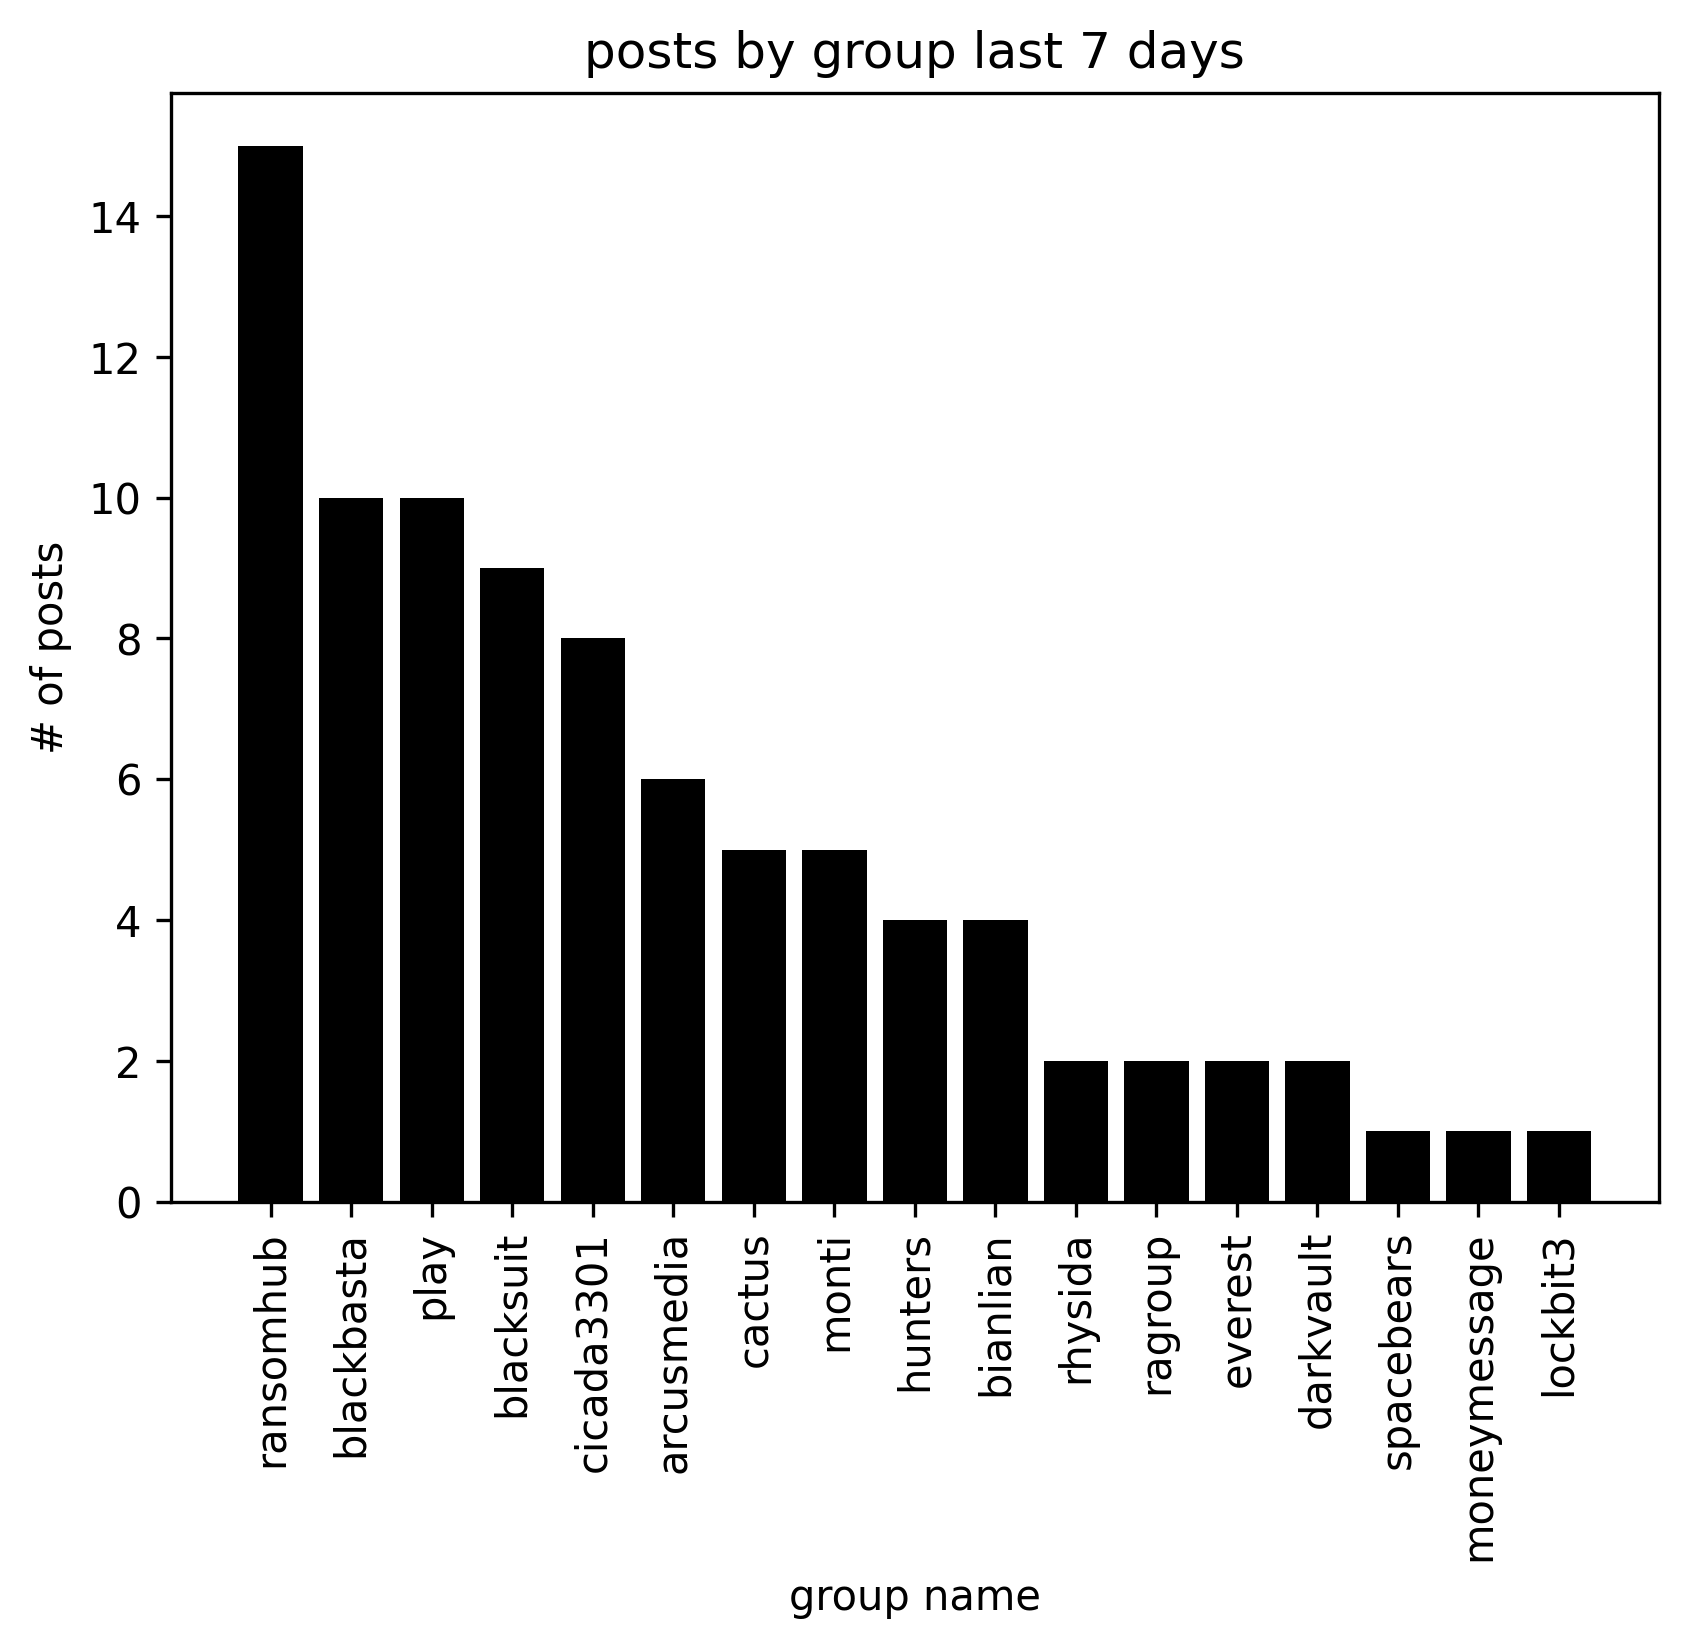 posts by group last 7 days
# of posts
14
12
10
8
6
4
2
0
ransomhub
blackbasta
play
blacksuit
cicada3301
arcusmedia
cactus
monti
hunters
bianlian
rhysida
ragroup
everest
darkvault
spacebears
moneymessage
lockbit3
group name